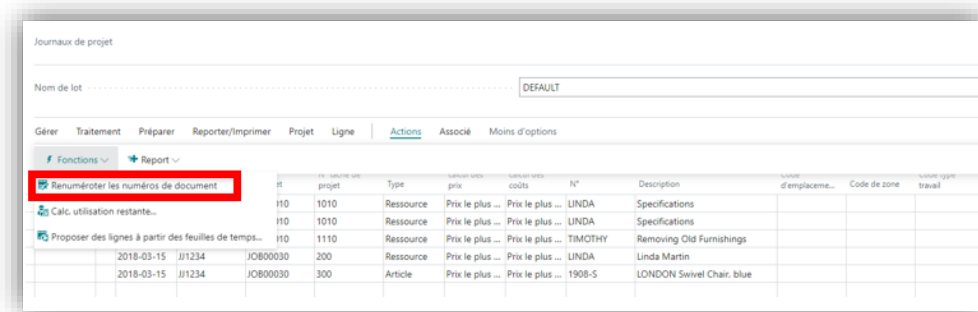 Journaux de projet
Nom de lot DEFAULT
Gérer Traitement Préparer Reporter/Imprimer Projet Ligne Actions Associé Moins d'options
Fonctions Report
Renuméroter les numéros de document
Calc. utilisation restante...
Proposer des lignes à partir des feuilles de temps...
N° tâche de projet Type Calcul des prix Calcul des coûts N° Description Code d'emplaceme... Code de zone Code type travail
1010 Ressource Prix le plus ... Prix le plus ... LINDA Specifications
1010 Ressource Prix le plus ... Prix le plus ... LINDA Specifications
1110 Ressource Prix le plus ... Prix le plus ... TIMOTHY Removing Old Furnishings
2018-03-15 JJ1234 JOB00030 200 Ressource Prix le plus ... Prix le plus ... LINDA Linda Martin
2018-03-15 JJ1234 JOB00030 300 Article Prix le plus ... Prix le plus ... 1908-S LONDON Swivel Chair, blue